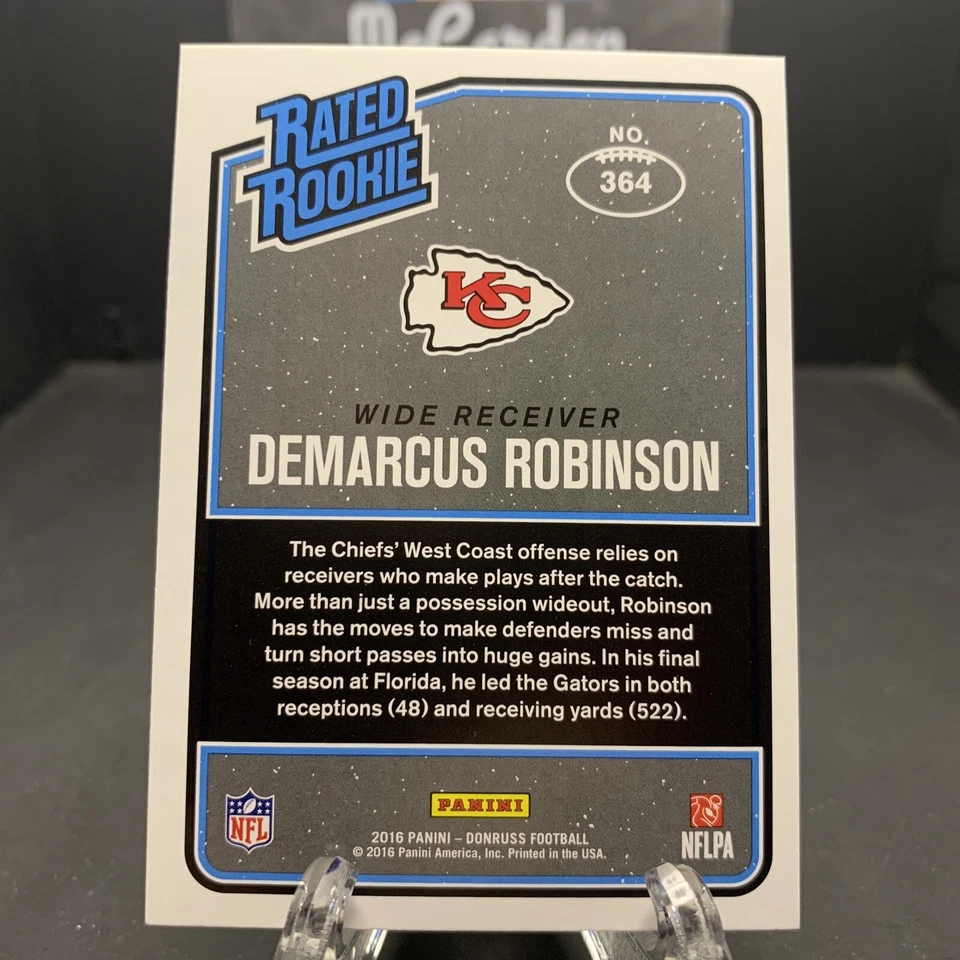 RATED
ROOKIE
NO.
364
KC
WIDE RECEIVER
DEMARCUS ROBINSON
The Chiefs' West Coast offense relies on
receivers who make plays after the catch.
More than just a possession wideout, Robinson
has the moves to make defenders miss and
turn short passes into huge gains. In his final
season at Florida, he led the Gators in both
receptions (48) and receiving yards (522).
NFL
PANINI
NFLPA
2016 PANINI – DONRUSS FOOTBALL
© 2016 Panini America, Inc. Printed in the USA.